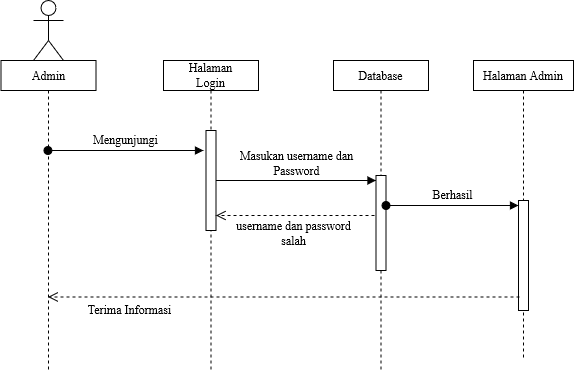 Admin
Halaman
Login
Database
Halaman Admin
Mengunjungi
Masukan username dan
Password
Berhasil
username dan password
salah
Terima Informasi